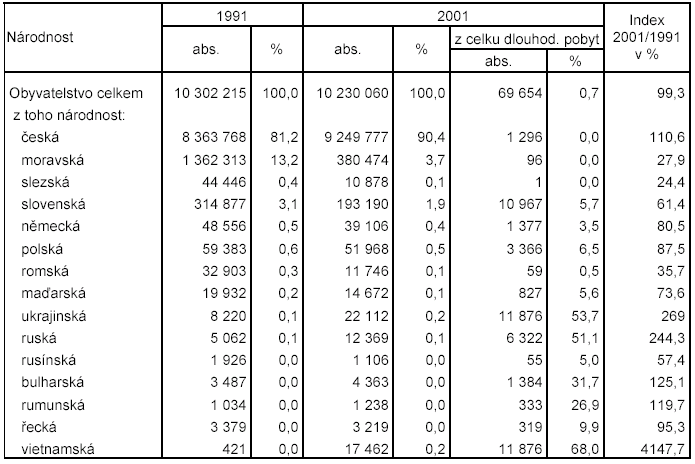 Národnost 1991 2001 Index 2001/1991 v %
abs. % abs. % z celku dlouhod. pobyt
abs. %
Obyvatelstvo celkem 10 302 215 100,0 10 230 060 100,0 69 654 0,7 99,3
z toho národnost:
česká 8 363 768 81,2 9 249 777 90,4 1 296 0,0 110,6
moravská 1 362 313 13,2 380 474 3,7 96 0,0 27,9
slezská 44 446 0,4 10 878 0,1 1 0,0 24,4
slovenská 314 877 3,1 193 190 1,9 10 967 5,7 61,4
německá 48 556 0,5 39 106 0,4 1 377 3,5 80,5
polská 59 383 0,6 51 968 0,5 3 366 6,5 87,5
romská 32 903 0,3 11 746 0,1 59 0,5 35,7
maďarská 19 932 0,2 14 672 0,1 827 5,6 73,6
ukrajinská 8 220 0,1 22 112 0,2 11 876 53,7 269
ruská 5 062 0,1 12 369 0,1 6 322 51,1 244,3
rusínská 1 926 0,0 1 106 0,0 55 5,0 57,4
bulharská 3 487 0,0 4 363 0,0 1 384 31,7 125,1
rumunská 1 034 0,0 1 238 0,0 333 26,9 119,7
řecká 3 379 0,0 3 219 0,0 319 9,9 95,3
vietnamská 421 0,0 17 462 0,2 11 876 68,0 4147,7